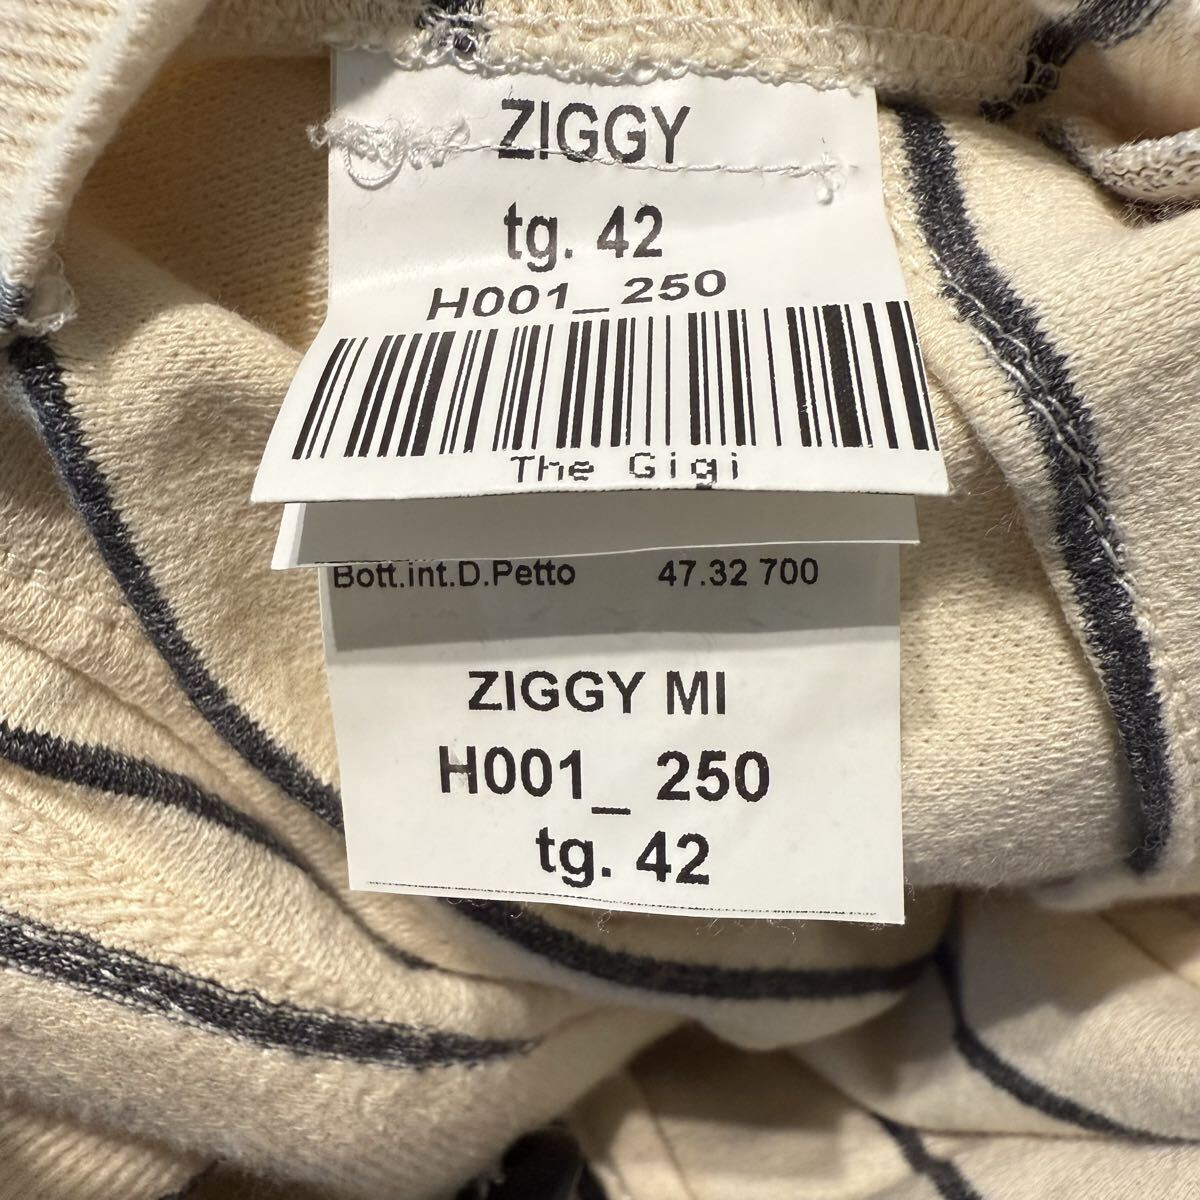 ZIGGY
tg. 42
H001_ 250
The Gigi
Bott.int.D.Petto 47.32 700
ZIGGY MI
H001_ 250
tg. 42